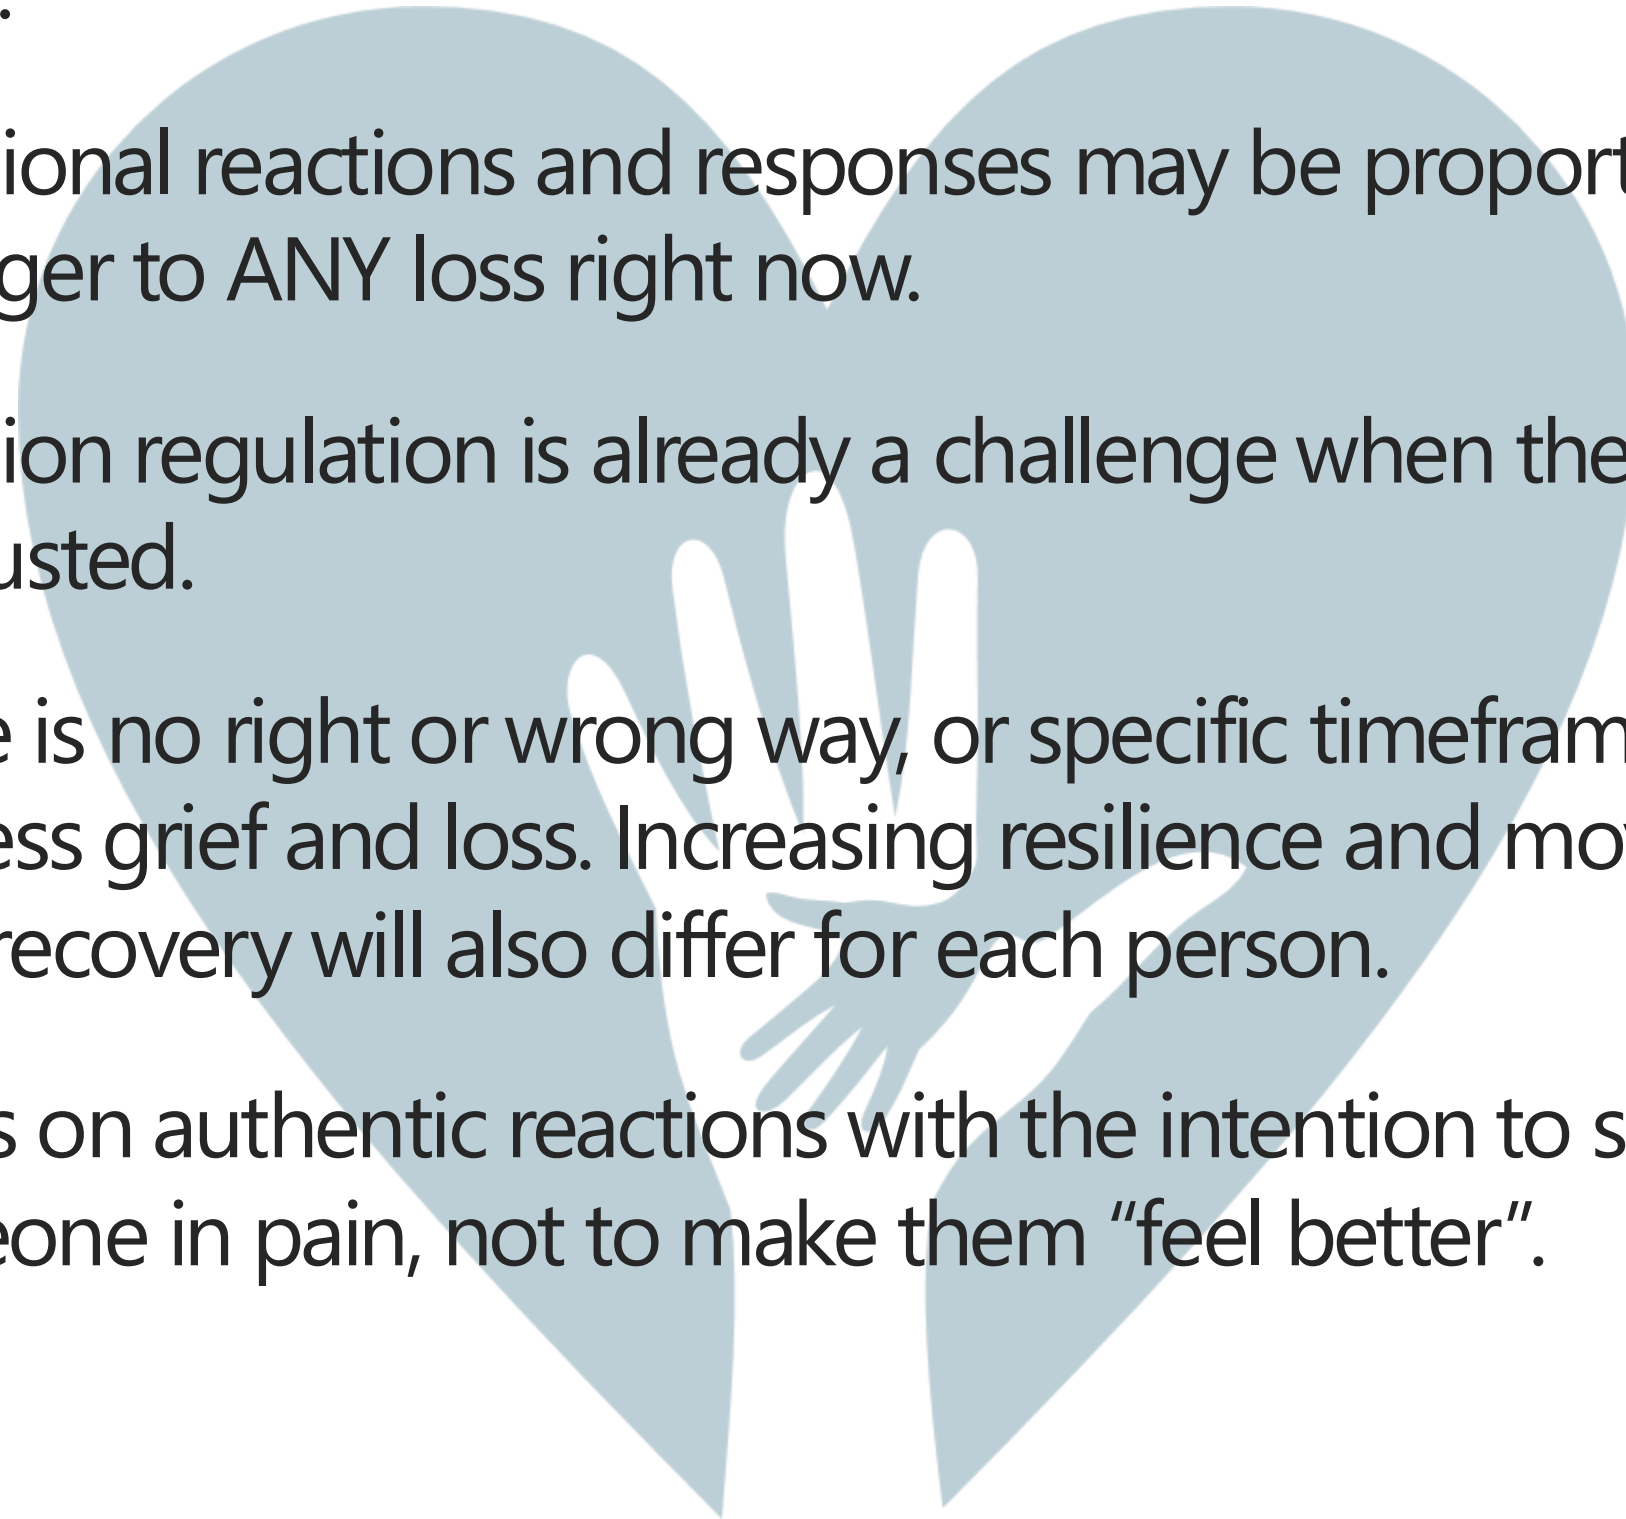 .
ional reactions and responses may be proport
ger to ANY loss right now.
ion regulation is already a challenge when the
usted.
e is no right or wrong way, or specific timefram
ess grief and loss. Increasing resilience and mov
recovery will also differ for each person.
s on authentic reactions with the intention to s
eone in pain, not to make them “feel better”.